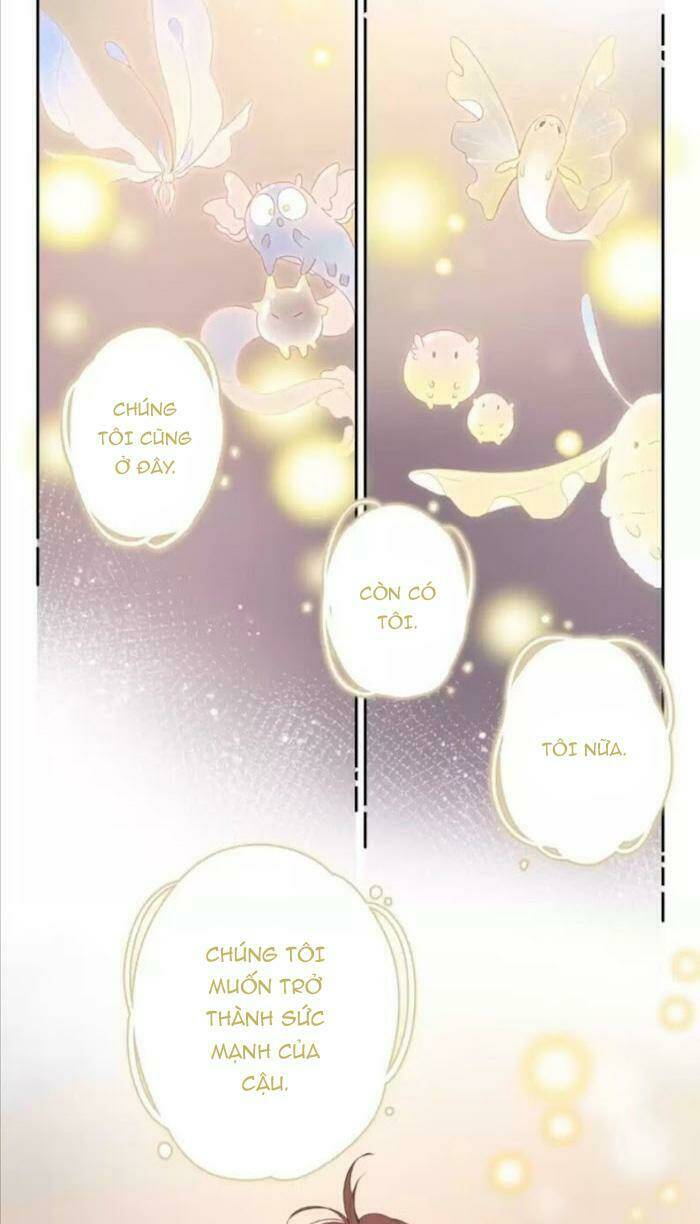 CHÚNG
TÔI CŨNG
Ở ĐÂY.
CÒN CÓ
TÔI.
TÔI NỮA.
CHÚNG TÔI
MUỐN TRỞ
THÀNH SỨC
MẠNH CỦA
CẬU.